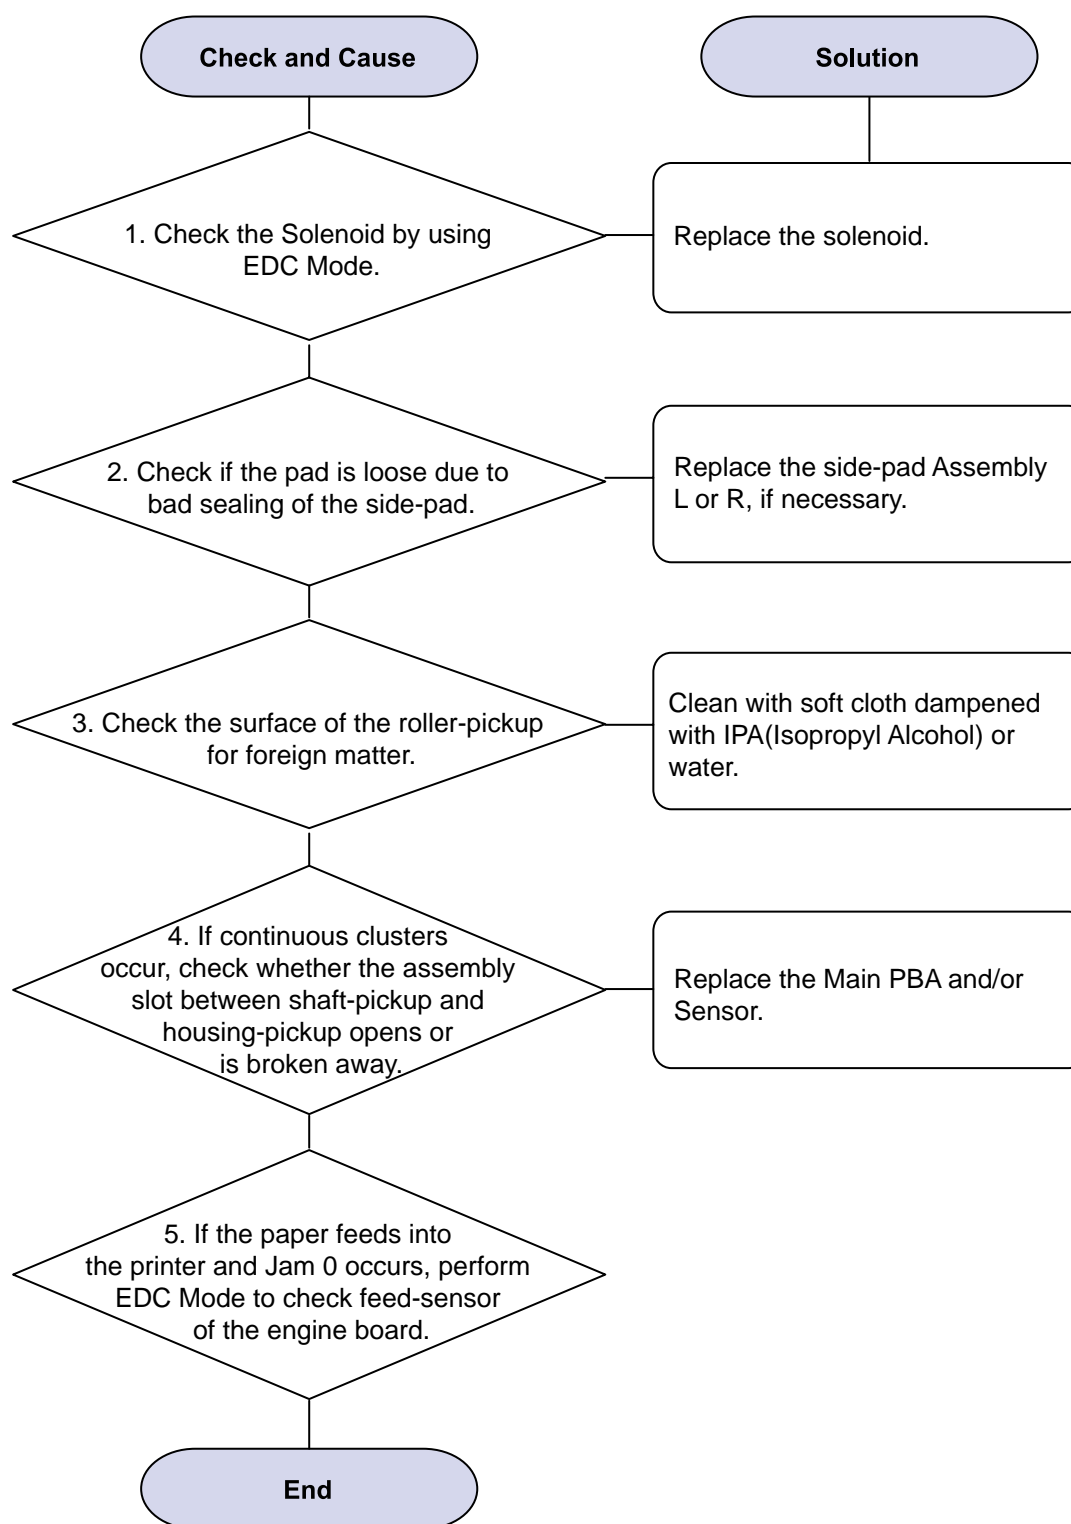 Check and Cause
Solution
1. Check the Solenoid by using
EDC Mode.
Replace the solenoid.
2. Check if the pad is loose due to
bad sealing of the side-pad.
Replace the side-pad Assembly
L or R, if necessary.
3. Check the surface of the roller-pickup
for foreign matter.
Clean with soft cloth dampened
with IPA(Isopropyl Alcohol) or
water.
4. If continuous clusters
occur, check whether the assembly
slot between shaft-pickup and
housing-pickup opens or
is broken away.
Replace the Main PBA and/or
Sensor.
5. If the paper feeds into
the printer and Jam 0 occurs, perform
EDC Mode to check feed-sensor
of the engine board.
End